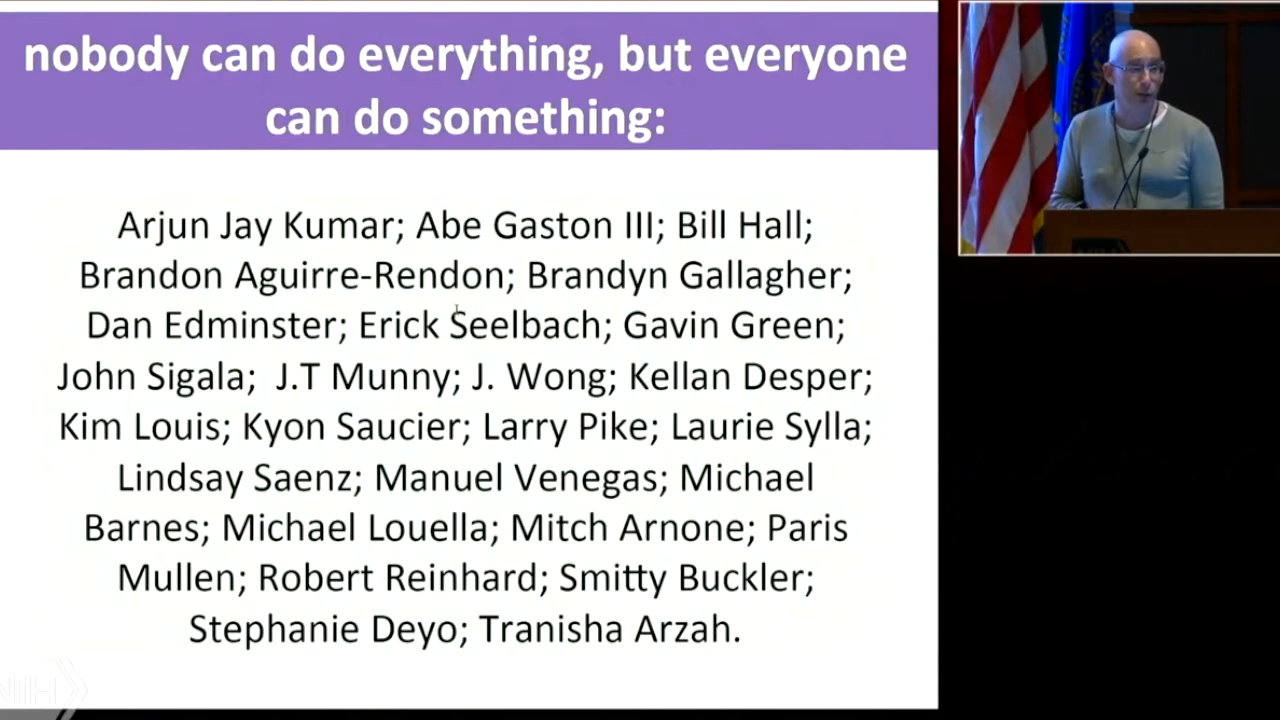 nobody can do everything, but everyone
can do something:
Arjun Jay Kumar; Abe Gaston III; Bill Hall;
Brandon Aguirre-Rendon; Brandyn Gallagher;
Dan Edminster; Erick Seelbach; Gavin Green;
John Sigala; J.T Munny; J. Wong; Kellan Desper;
Kim Louis; Kyon Saucier; Larry Pike; Laurie Sylla;
Lindsay Saenz; Manuel Venegas; Michael
Barnes; Michael Louella; Mitch Arnone; Paris
Mullen; Robert Reinhard; Smitty Buckler;
Stephanie Deyo; Tranisha Arzah.
NIH